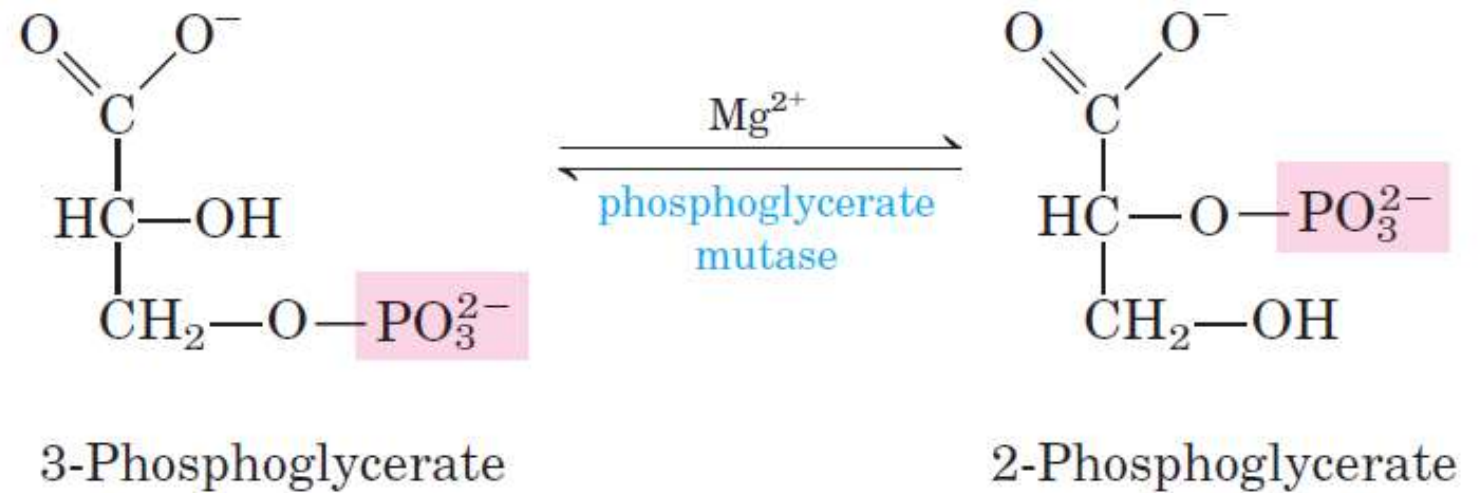 O O⁻
C
HC—OH
CH₂—O—PO₃²⁻
3-Phosphoglycerate
Mg²⁺
phosphoglycerate
mutase
O O⁻
C
HC—O—PO₃²⁻
CH₂—OH
2-Phosphoglycerate